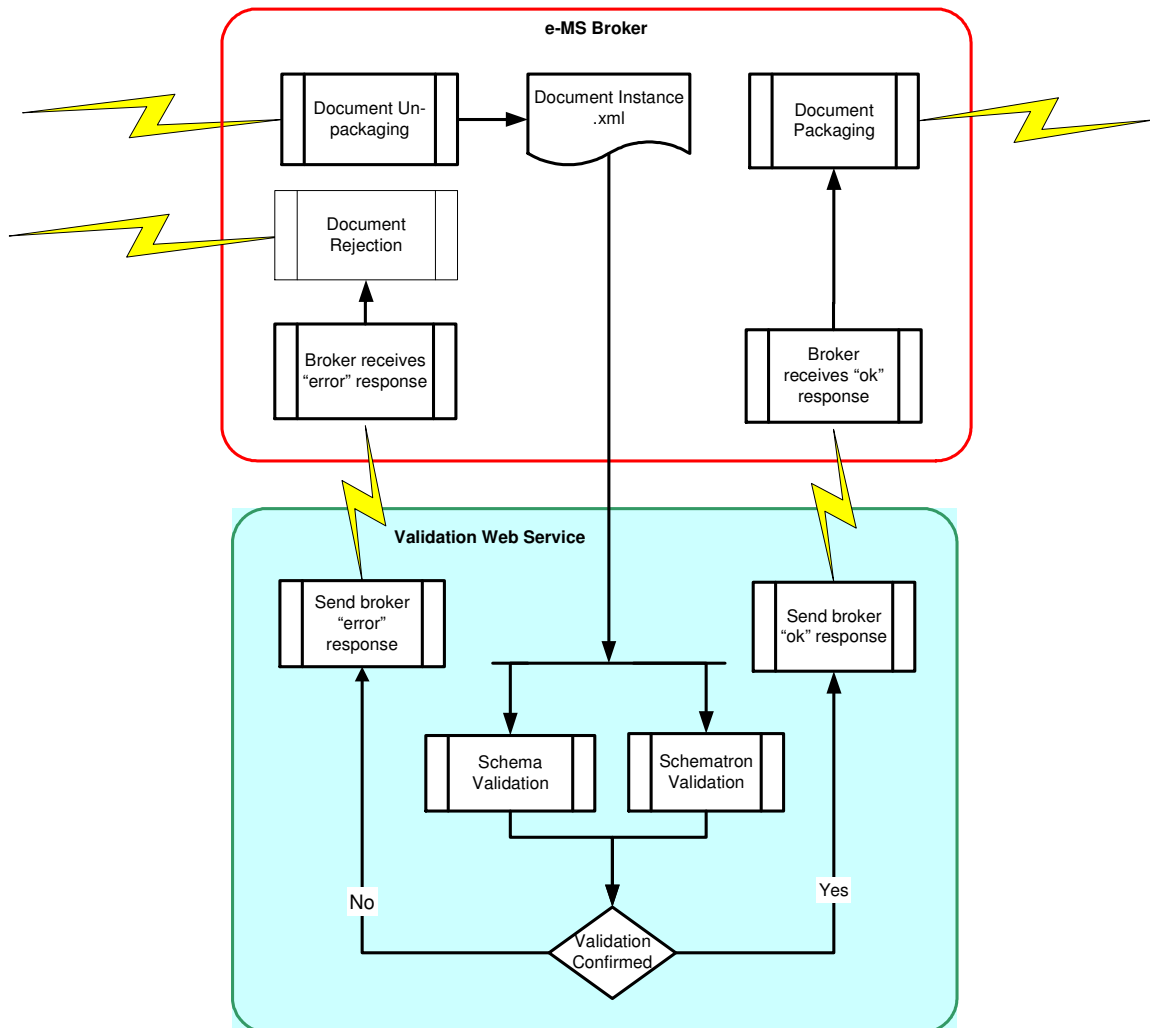 e-MS Broker
Document Un-
packaging
Document Instance
.xml
Document
Packaging
Document
Rejection
Broker receives
“error” response
Broker
receives “ok”
response
Validation Web Service
Send broker
“error”
response
Send broker
“ok” response
Schema
Validation
Schematron
Validation
No
Yes
Validation
Confirmed